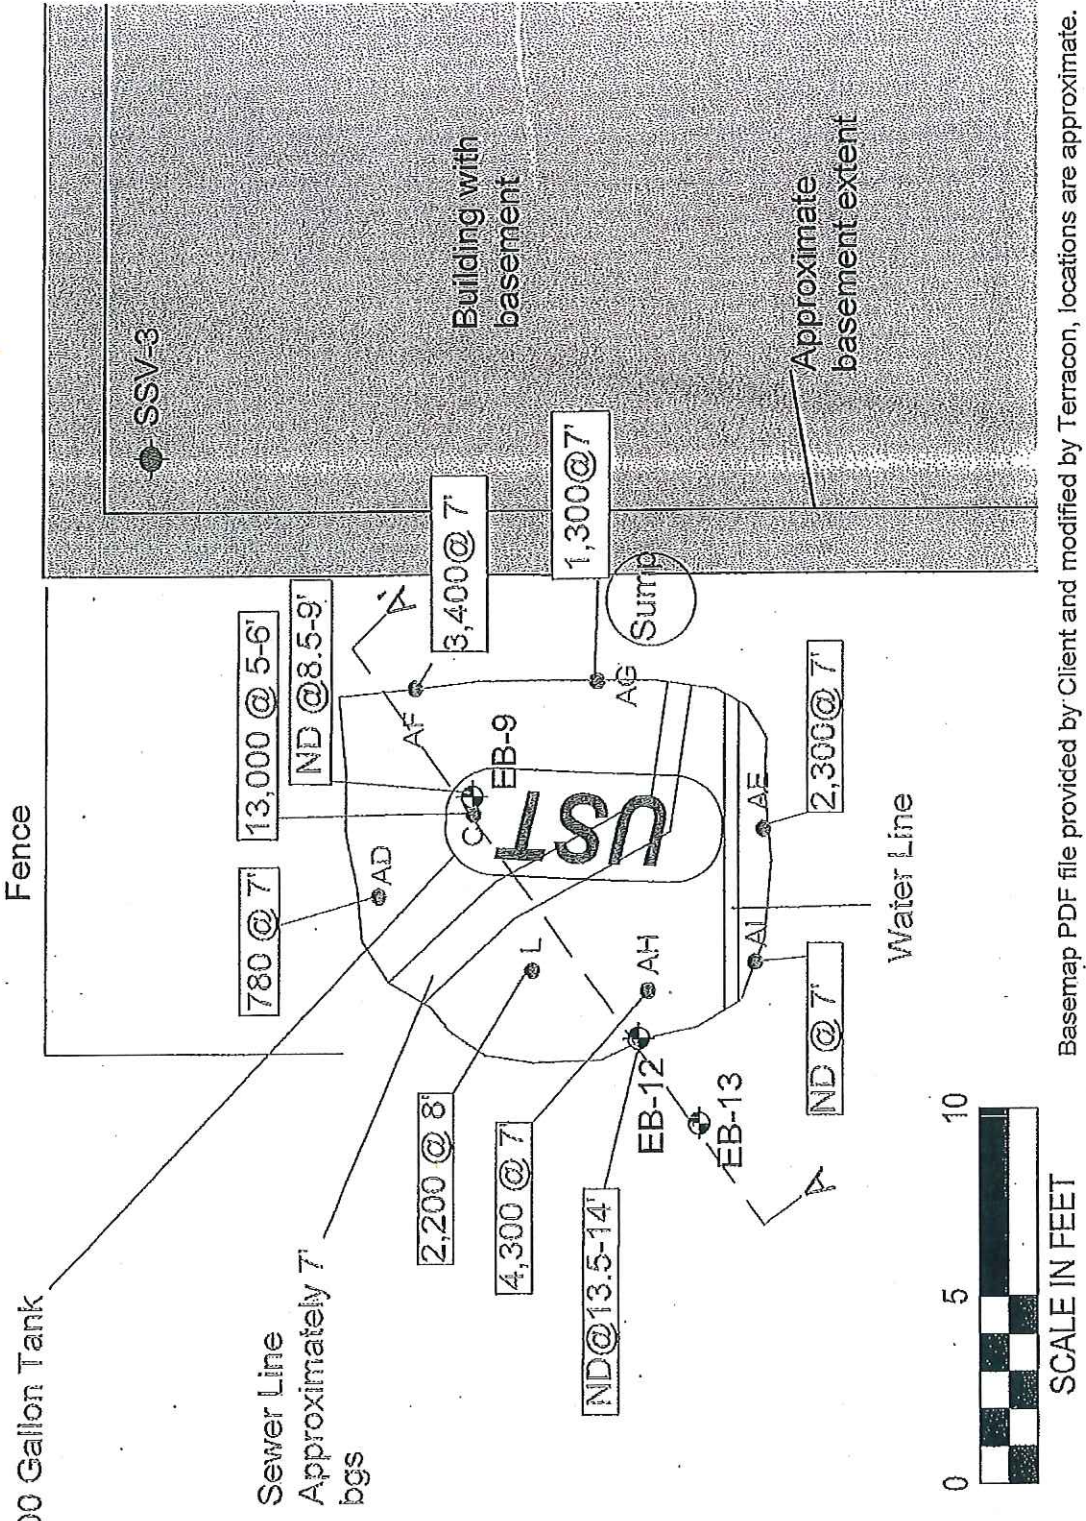 Fence
SSV-3
Building with
basement
Approximate
basement extent
780 @ 7'
13,000 @ 5-6'
ND @8.5-9'
3,400@ 7'
1,300@7'
A'
AD
AF
C
EB-9
UST
AG
Sump
L
AH
AE
AI
2,300@ 7'
Water Line
ND @ 7'
00 Gallon Tank
Sewer Line
Approximately 7'
bgs
2,200 @ 8'
4,300 @ 7'
ND@13.5-14'
EB-12
EB-13
A
0 5 10
SCALE IN FEET
Basemap PDF file provided by Client and modified by Terracon, locations are approximate.